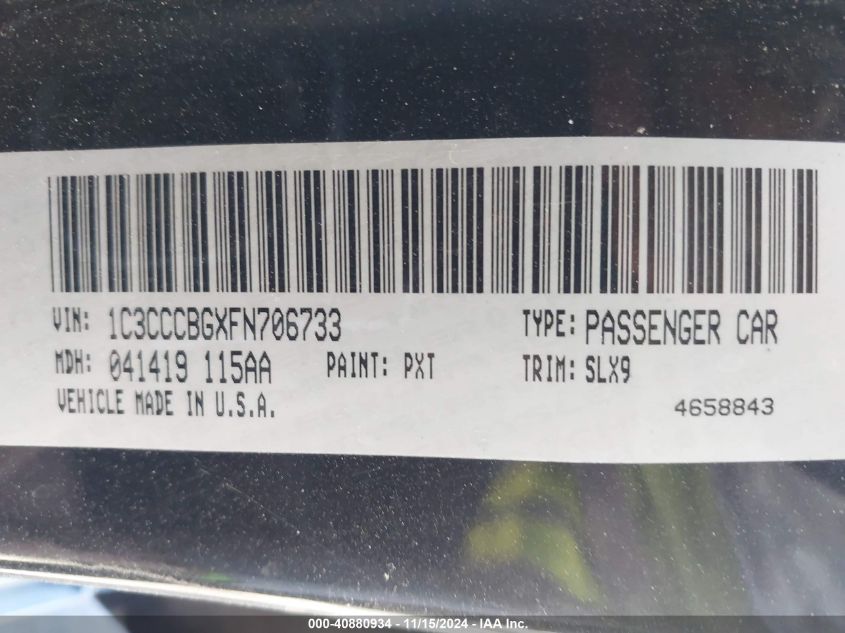 VIN: 1C3CCCBGXFN706733 TYPE: PASSENGER CAR
MDH: 041419 115AA PAINT: PXT TRIM: SLX9
VEHICLE MADE IN U.S.A. 4658843
000-40880934 - 11/15/2024 - IAA Inc.